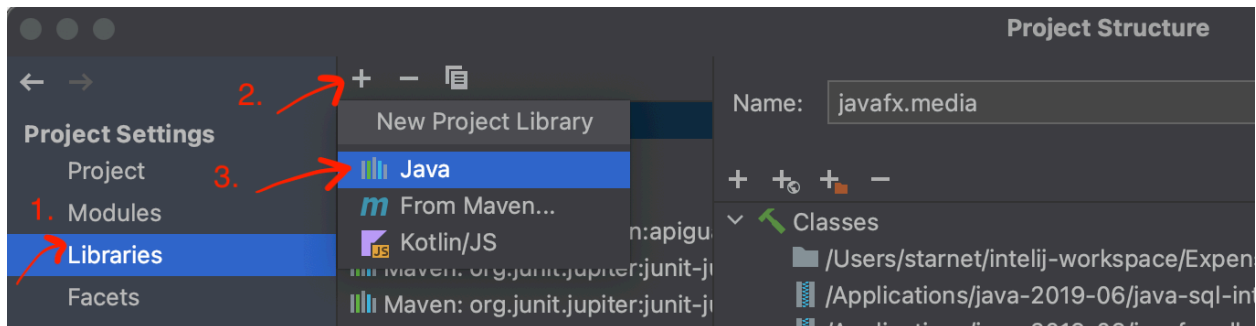 Project Structure
2.
Name: javafx.media
New Project Library
Project Settings
Project
3.
Java
1.
Modules
From Maven...
Libraries
Kotlin/JS
n:apigu
Classes
Maven: org.junit.jupiter:junit-j
/Users/starnet/intelij-workspace/Expen
Facets
Maven: org.junit.jupiter:junit-j
/Applications/java-2019-06/java-sql-int